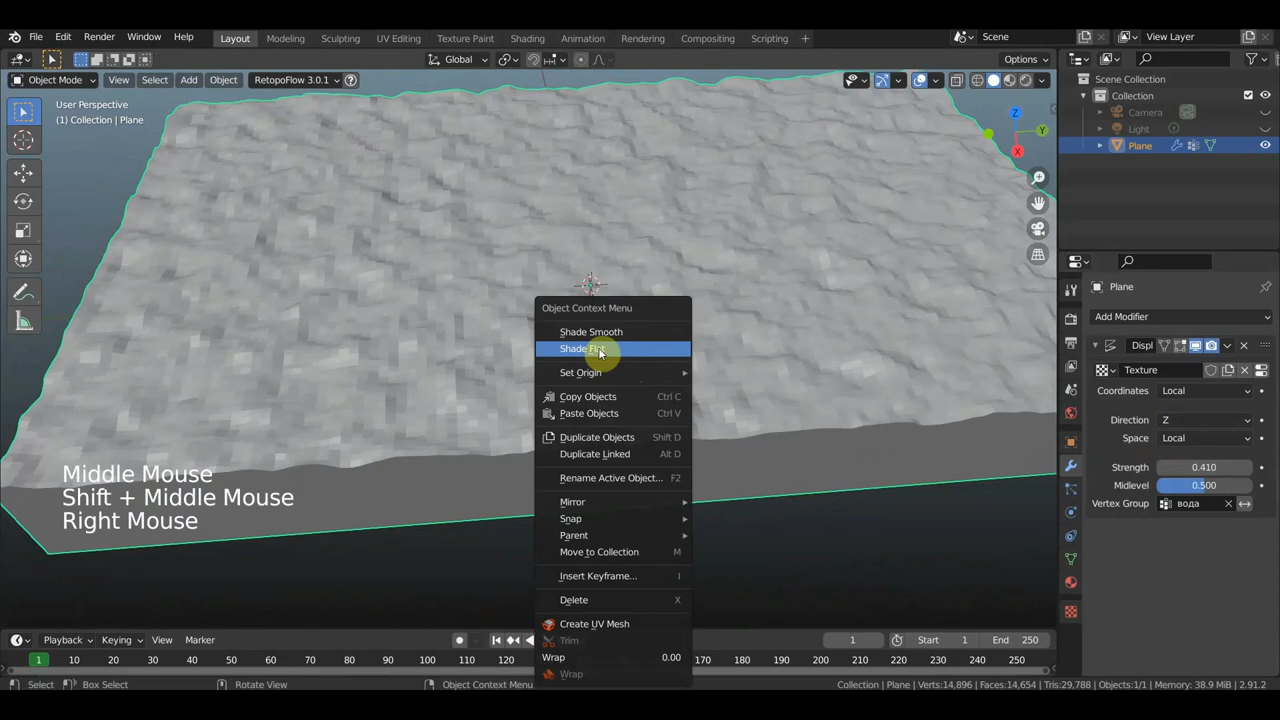 File Edit Render Window Help
Layout Modeling Sculpting UV Editing Texture Paint Shading Animation Rendering Compositing Scripting +
Scene
View Layer
Global
Options
Object Mode View Select Add Object RetopoFlow 3.0.1
User Perspective
(1) Collection | Plane
Z
Y
X
Scene Collection
Collection
Camera
Light
Plane
Plane
Add Modifier
Displ
Texture
Coordinates Local
Direction Z
Space Local
Strength 0.410
Midlevel 0.500
Vertex Group вода
Object Context Menu
Shade Smooth
Shade Flat
Set Origin
Copy Objects Ctrl C
Paste Objects Ctrl V
Duplicate Objects Shift D
Duplicate Linked Alt D
Rename Active Object... F2
Mirror
Snap
Parent
Move to Collection M
Insert Keyframe... I
Delete X
Create UV Mesh
Trim
Wrap 0.00
Wrap
Middle Mouse
Shift + Middle Mouse
Right Mouse
Playback Keying View Marker
1 Start 1 End 250
1 10 20 30 40 50 60 70 80 90 100 110 120 170 180 190 200 210 220 230 240 250
Select Box Select Rotate View Object Context Menu
Collection | Plane | Verts:14,896 | Faces:14,654 | Tris:29,788 | Objects:1/1 | Memory: 38.9 MiB | 2.91.2